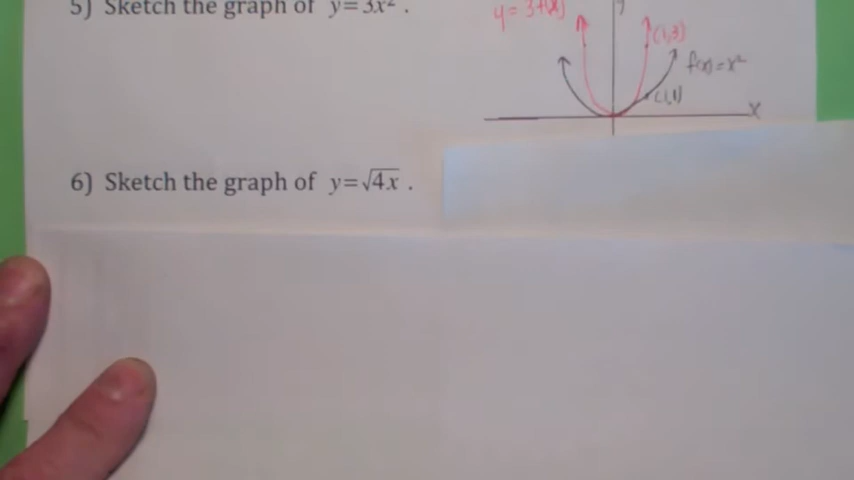 5) Sketch the graph of y=3x² .
y = 3f(x)
y
(1,3)
f(x)=x²
(1,1)
x
6) Sketch the graph of y=√4x .